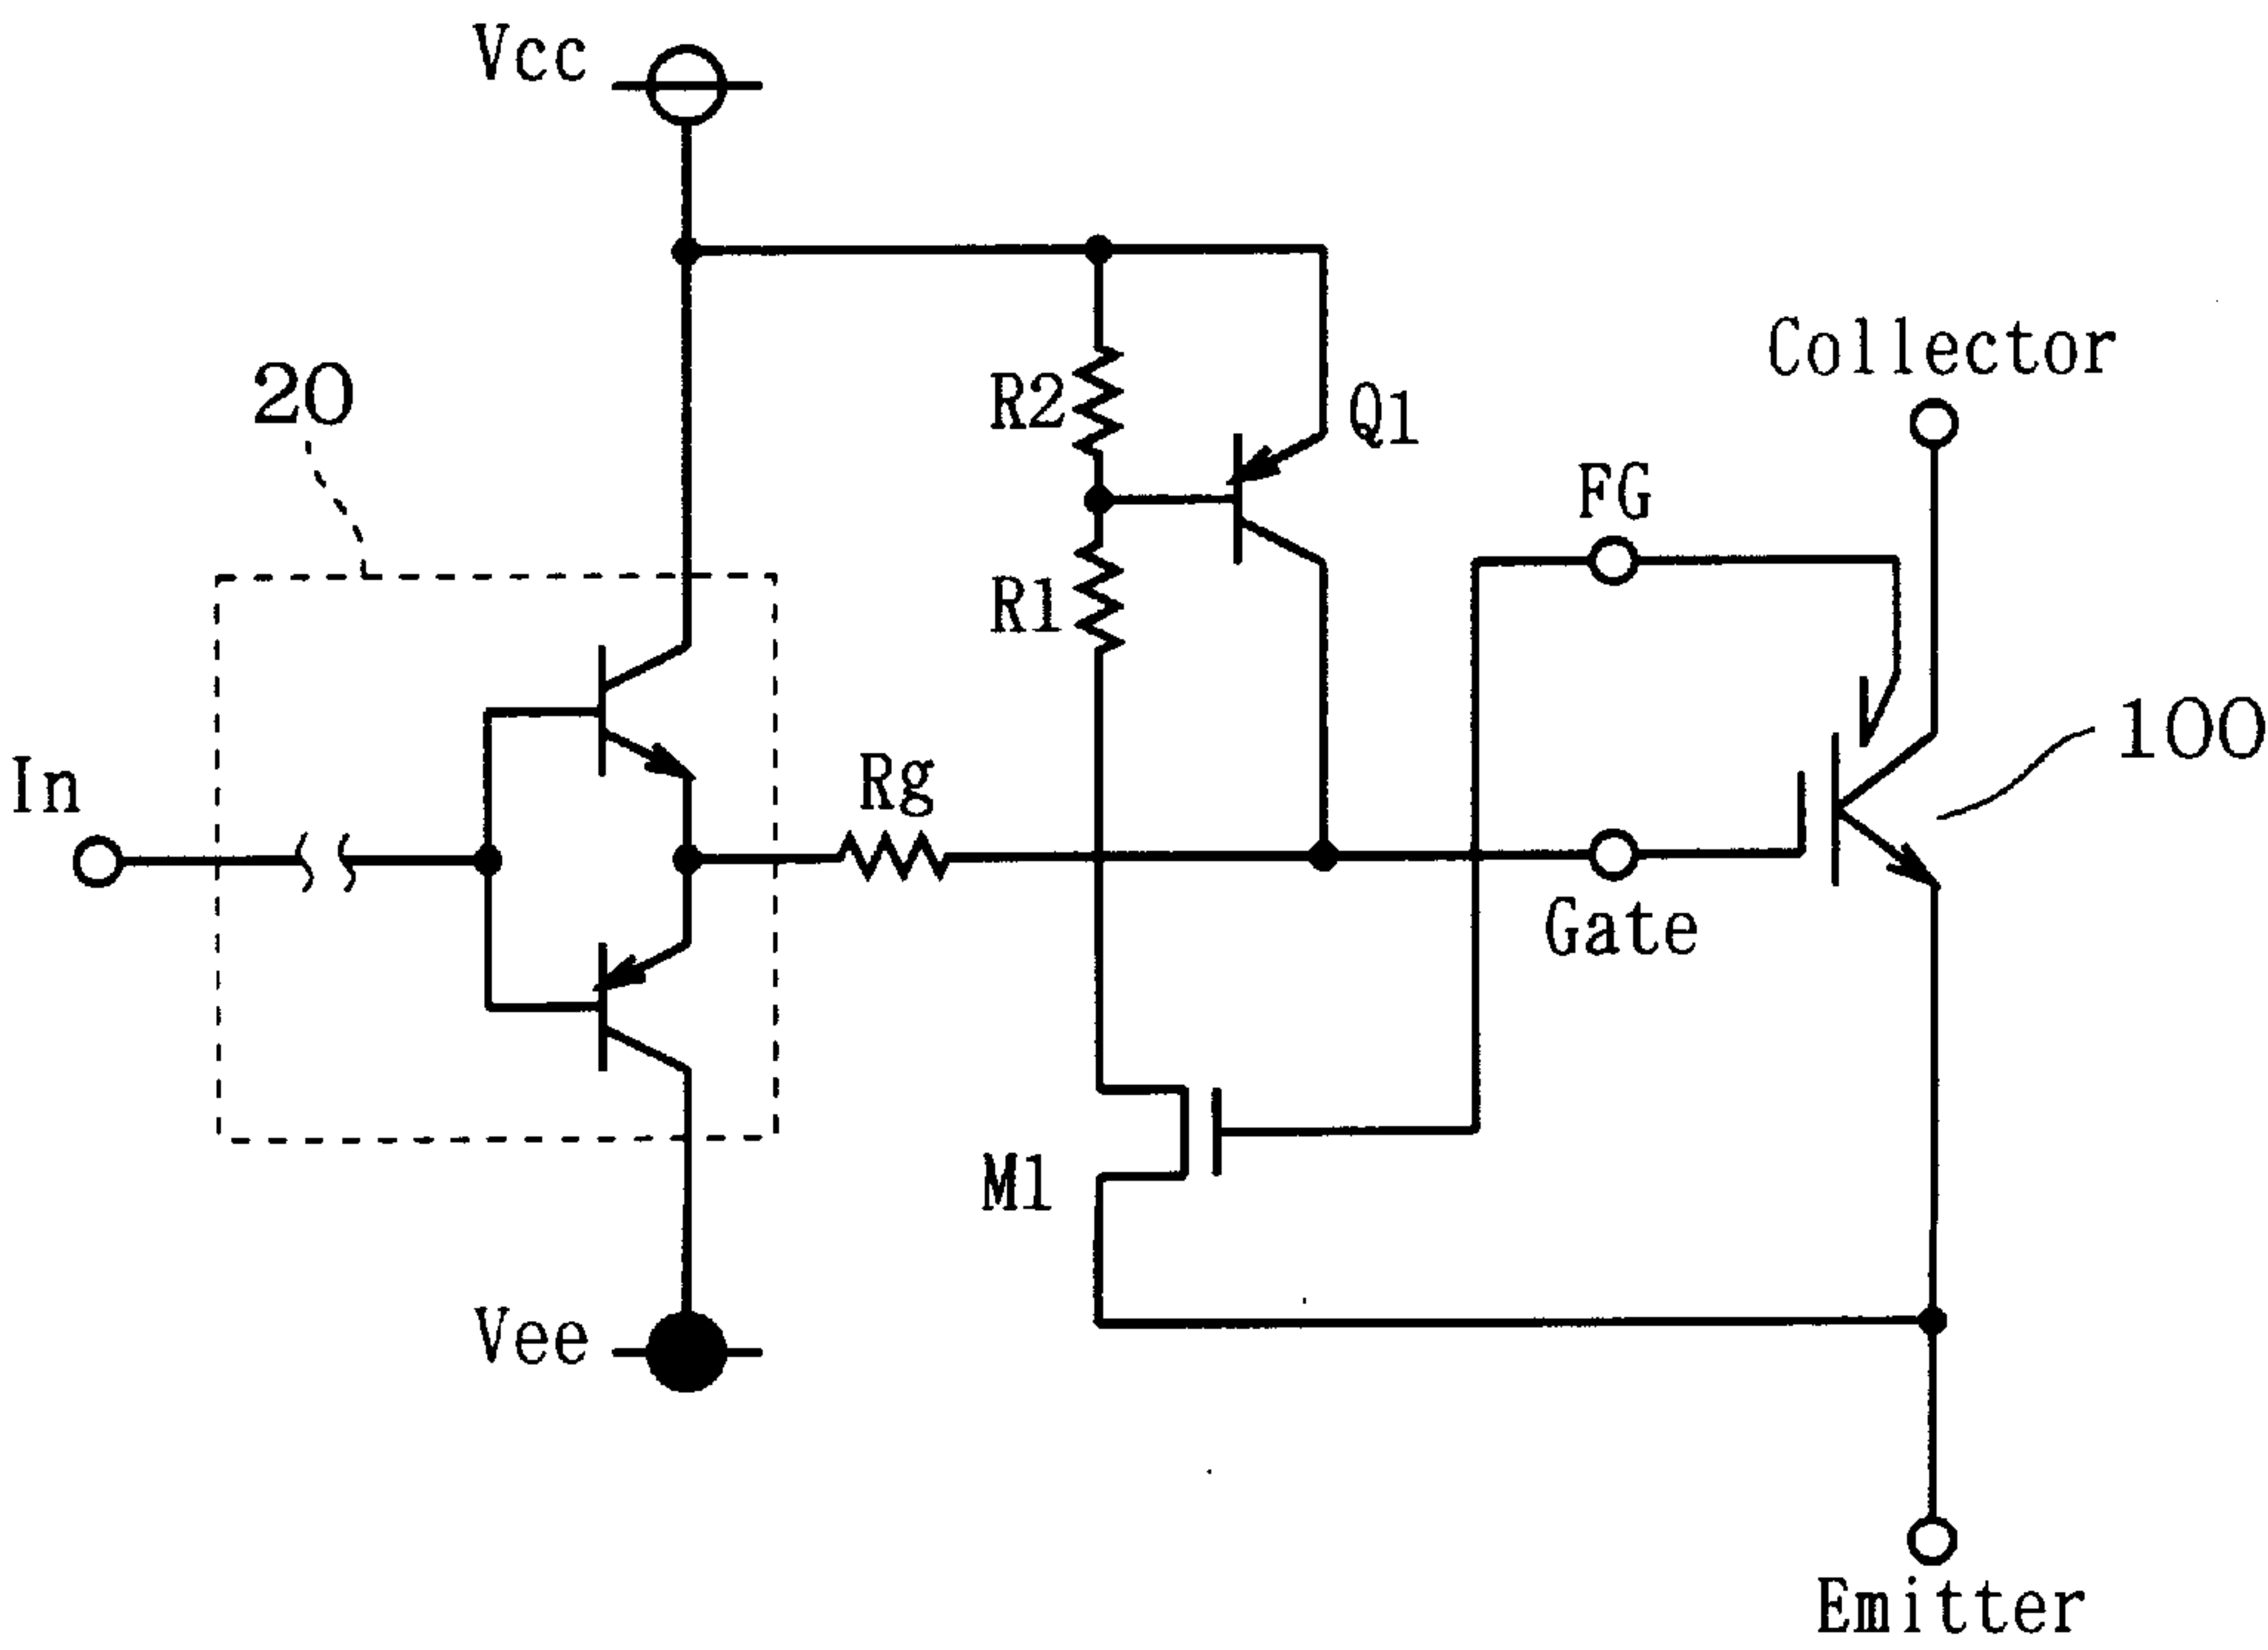 Vcc
Collector
20
R2
Q1
FG
R1
100
In
Rg
Gate
M1
Vee
Emitter